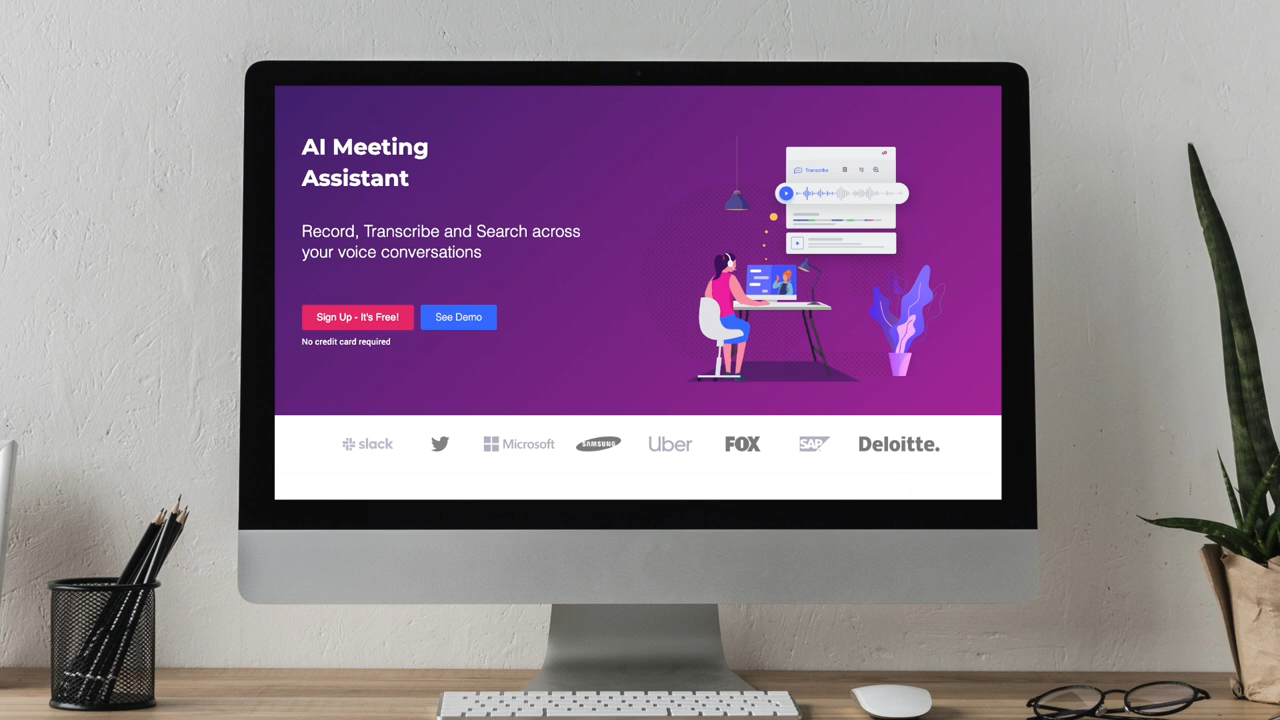 AI Meeting
Assistant
Transcribe
Record, Transcribe and Search across
your voice conversations
Sign Up - It's Free!
See Demo
No credit card required
slack
Microsoft
SAMSUNG
Uber
FOX
SAP
Deloitte.